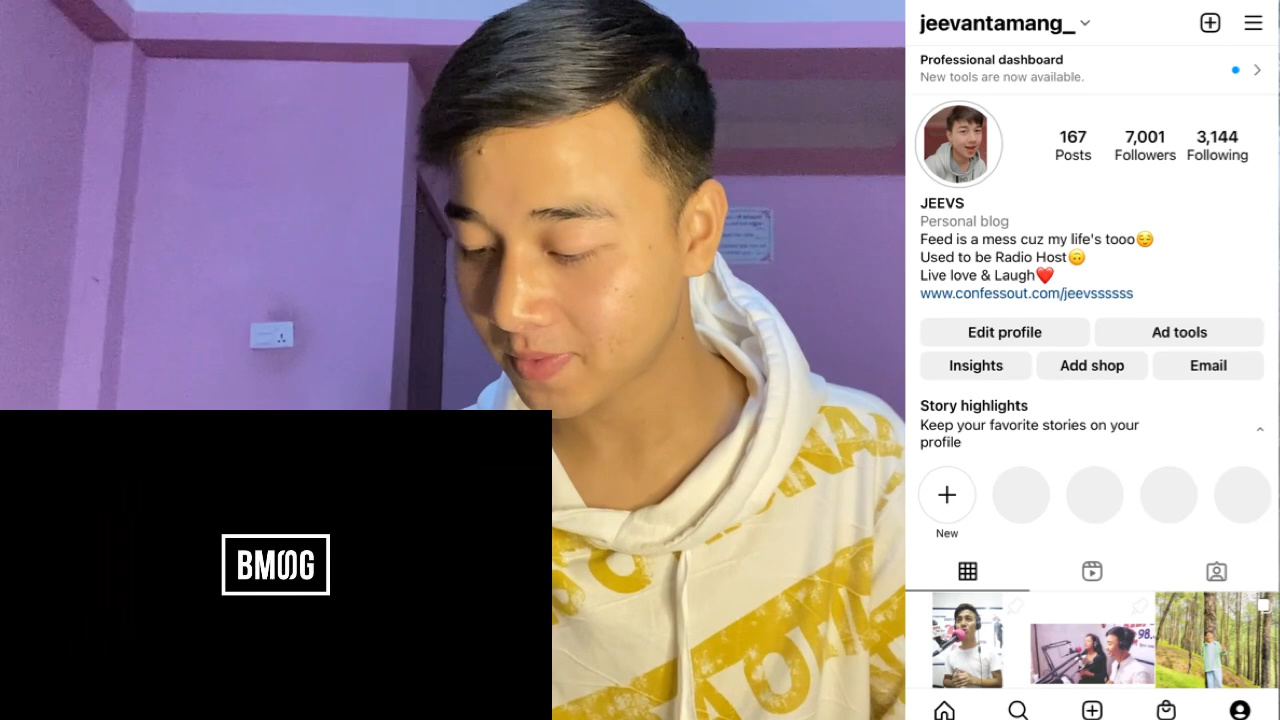 jeevantamang_
Professional dashboard
New tools are now available.
167
Posts
7,001
Followers
3,144
Following
JEEVS
Personal blog
Feed is a mess cuz my life's tooo😌
Used to be Radio Host🙃
Live love & Laugh❤️
www.confessout.com/jeevssssss
Edit profile
Ad tools
Insights
Add shop
Email
Story highlights
Keep your favorite stories on your
profile
New
98.
BMOG